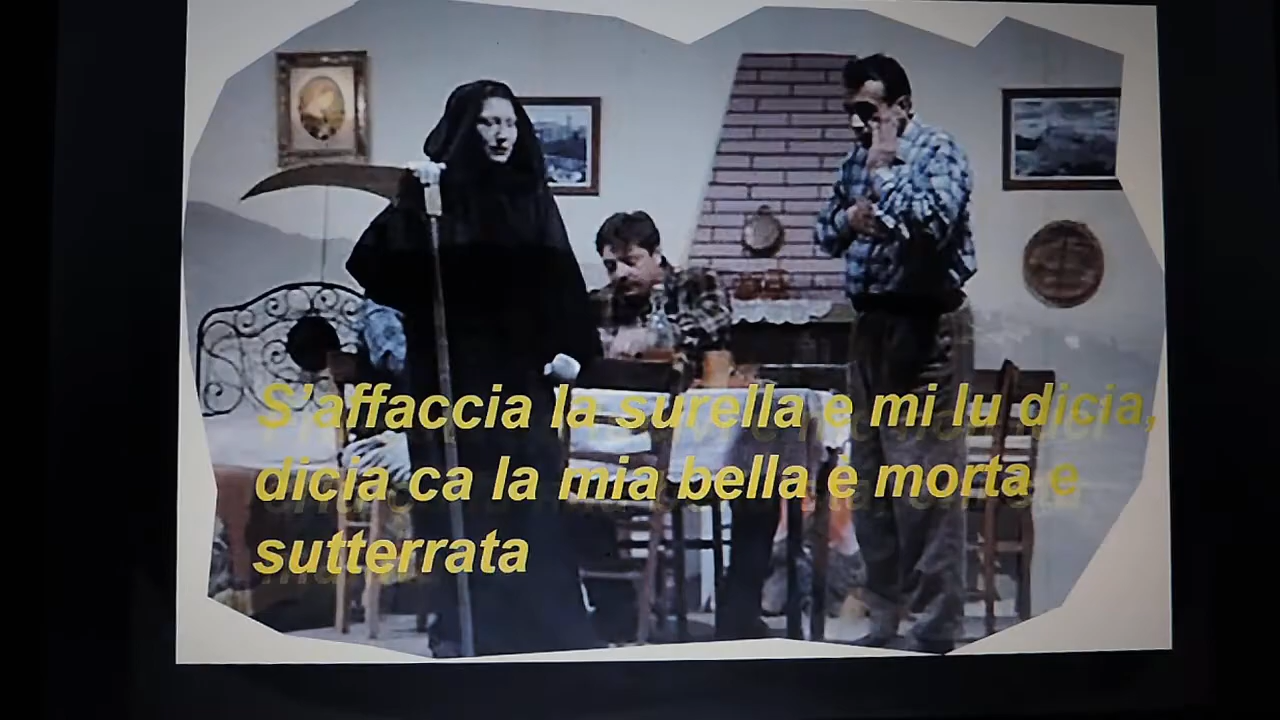 S'affaccia la surella e mi lu dicia,
dicia ca la mia bella è morta e
sutterrata